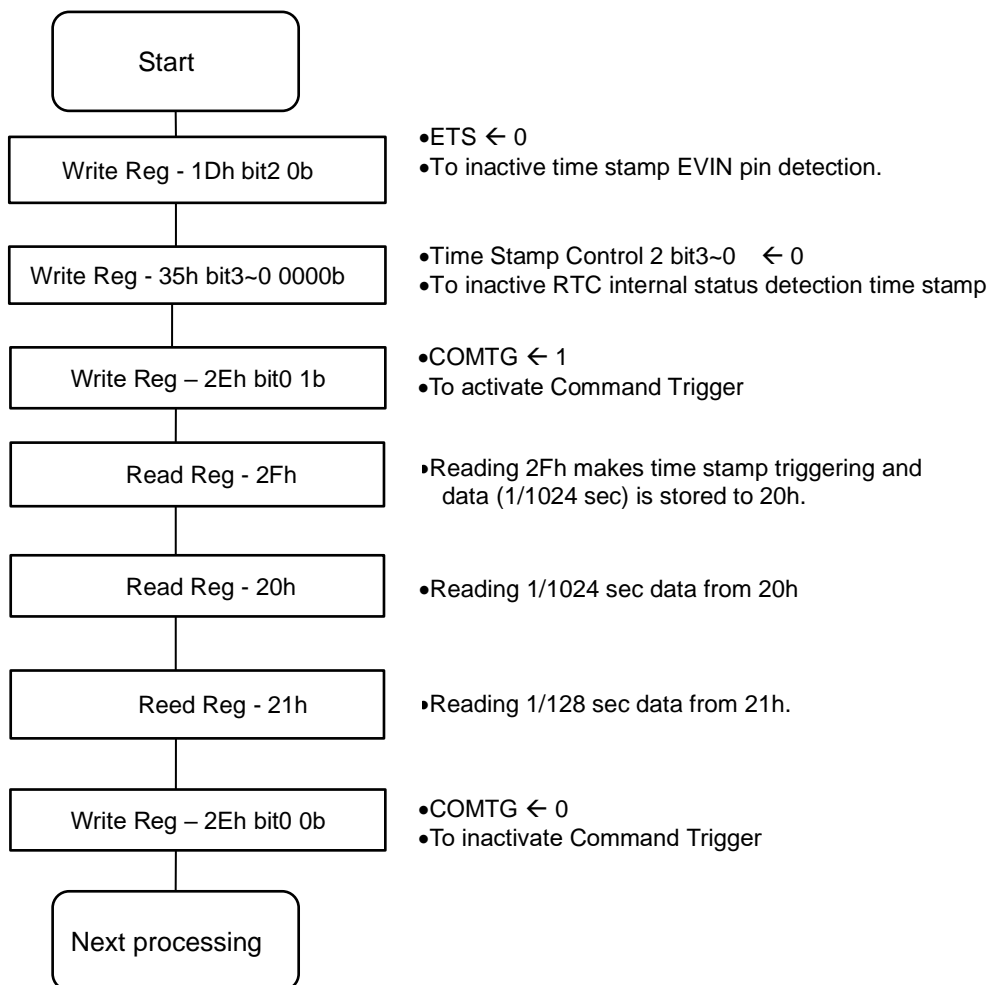 Start
Write Reg - 1Dh bit2 0b
•ETS ← 0
•To inactive time stamp EVIN pin detection.
Write Reg - 35h bit3~0 0000b
•Time Stamp Control 2 bit3~0 ← 0
•To inactive RTC internal status detection time stamp
Write Reg – 2Eh bit0 1b
•COMTG ← 1
•To activate Command Trigger
Read Reg - 2Fh
•Reading 2Fh makes time stamp triggering and
data (1/1024 sec) is stored to 20h.
Read Reg - 20h
•Reading 1/1024 sec data from 20h
Reed Reg - 21h
•Reading 1/128 sec data from 21h.
Write Reg – 2Eh bit0 0b
•COMTG ← 0
•To inactivate Command Trigger
Next processing